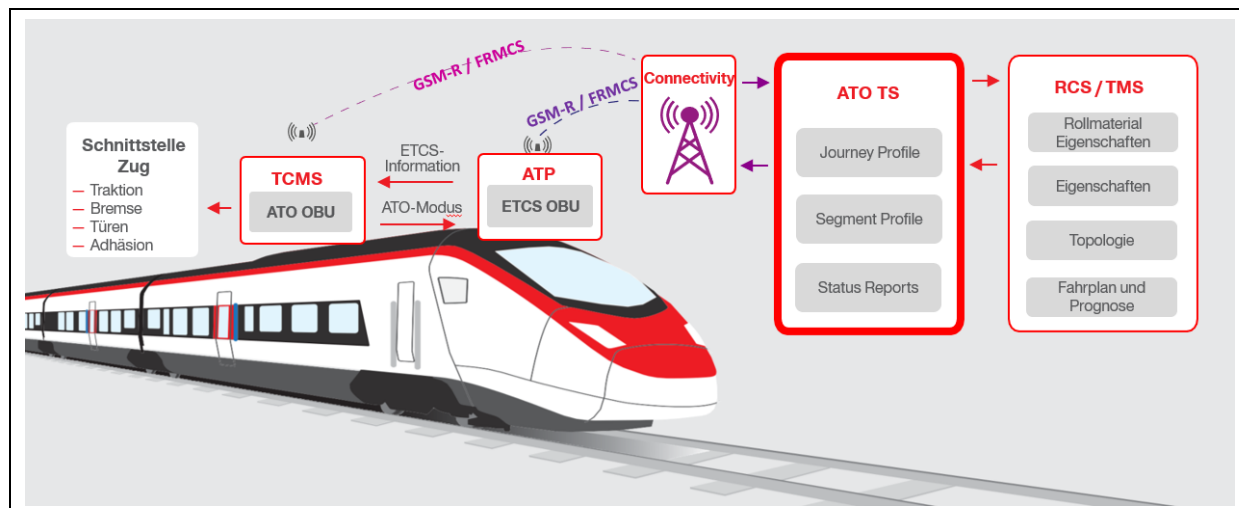 GSM-R / FRMCS
GSM-R / FRMCS
Schnittstelle
Zug
— Traktion
— Bremse
— Türen
— Adhäsion
TCMS
ATO OBU
ETCS-
Information
ATO-Modus
ATP
ETCS OBU
Connectivity
ATO TS
Journey Profile
Segment Profile
Status Reports
RCS / TMS
Rollmaterial
Eigenschaften
Eigenschaften
Topologie
Fahrplan und
Prognose